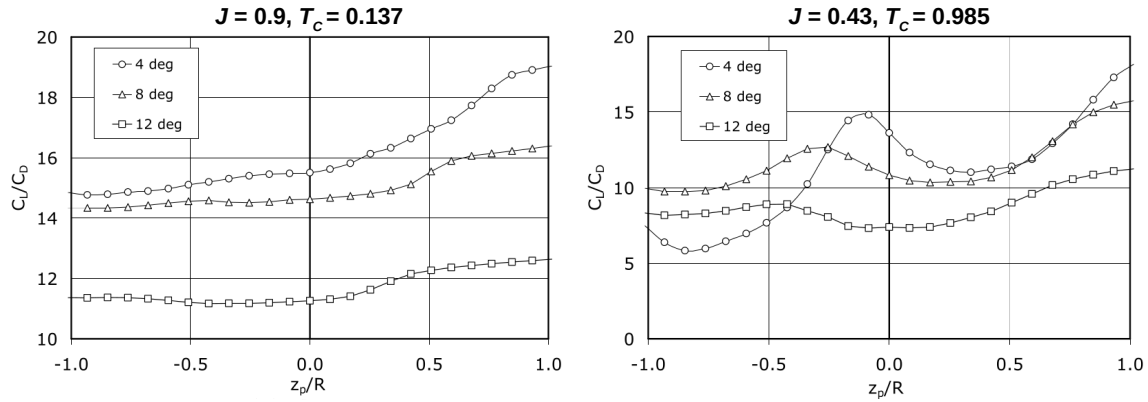 J = 0.9, T_C = 0.137
20
18
16
14
12
10
C_L/C_D
4 deg
8 deg
12 deg
-1.0
-0.5
0.0
0.5
1.0
z_p/R
J = 0.43, T_C = 0.985
20
15
10
5
0
C_L/C_D
4 deg
8 deg
12 deg
-1.0
-0.5
0.0
0.5
1.0
z_p/R